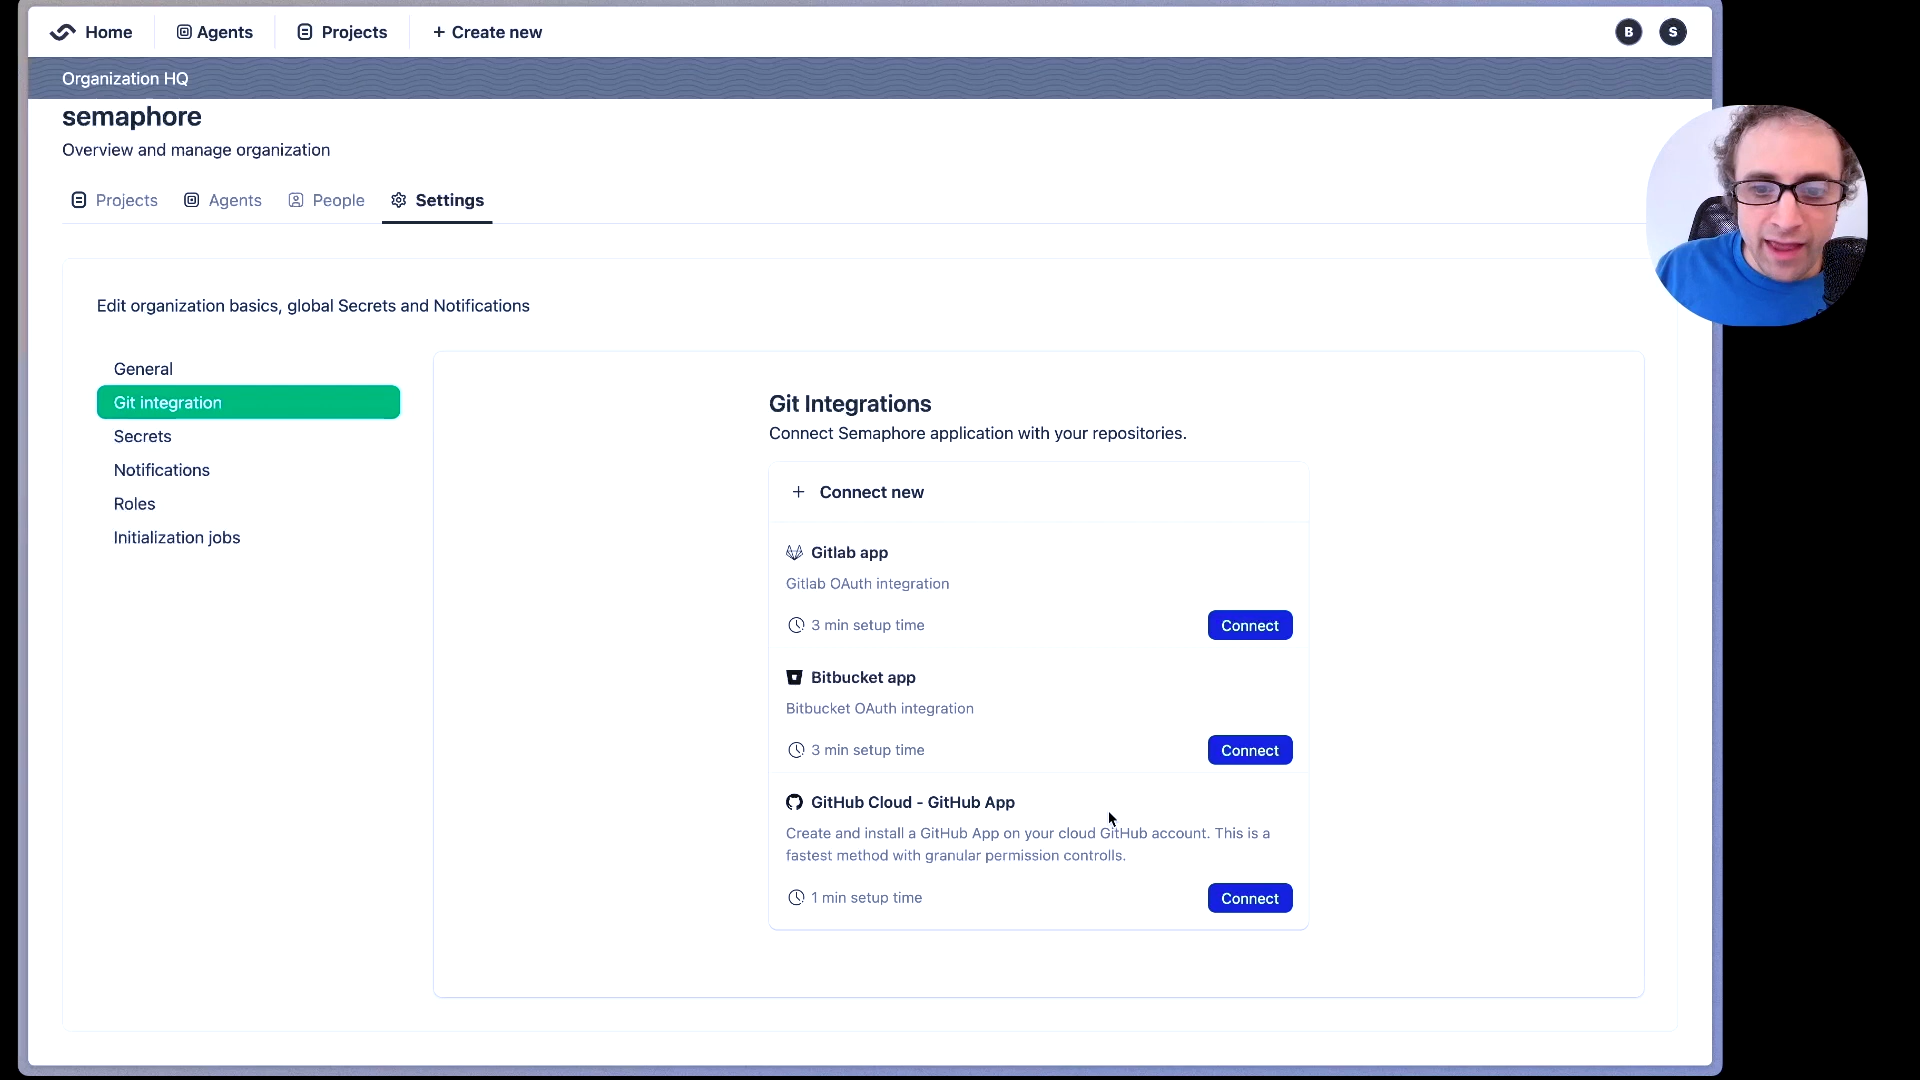 Home
Agents
Projects
+ Create new
B
S
Organization HQ
semaphore
Overview and manage organization
Projects
Agents
People
Settings
Edit organization basics, global Secrets and Notifications
General
Git integration
Secrets
Notifications
Roles
Initialization jobs
Git Integrations
Connect Semaphore application with your repositories.
+ Connect new
Gitlab app
Gitlab OAuth integration
3 min setup time
Connect
Bitbucket app
Bitbucket OAuth integration
3 min setup time
Connect
GitHub Cloud - GitHub App
Create and install a GitHub App on your cloud GitHub account. This is a
fastest method with granular permission controlls.
1 min setup time
Connect